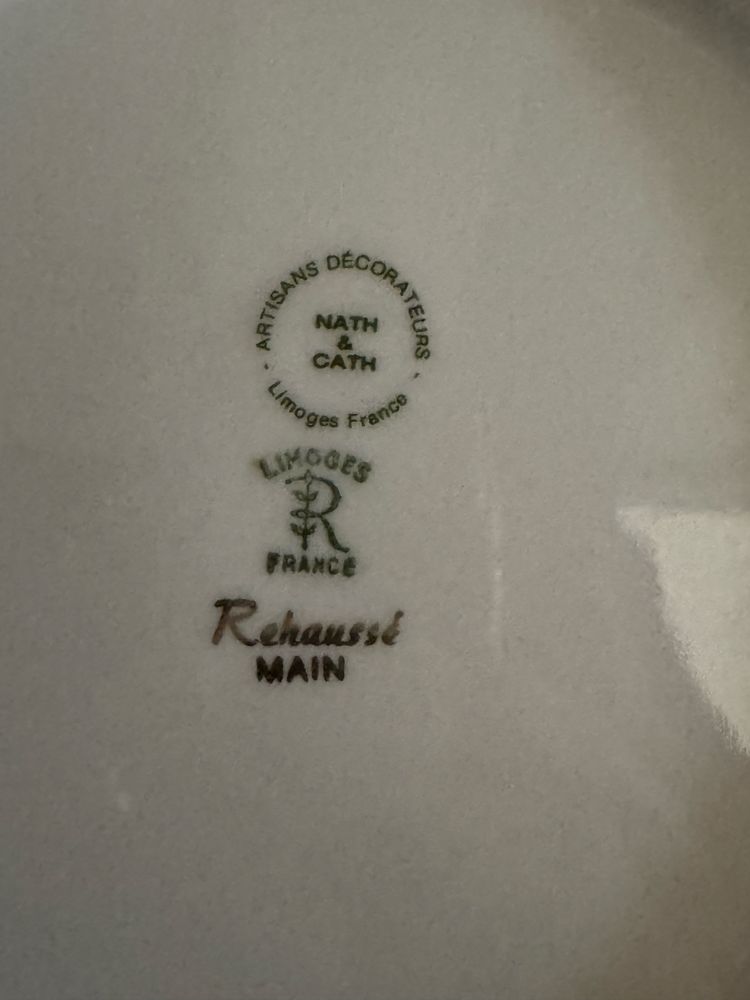 ARTISANS DÉCORATEURS
NATH
&
CATH
Limoges France
LIMOGES
R
FRANCE
Rehaussé
MAIN